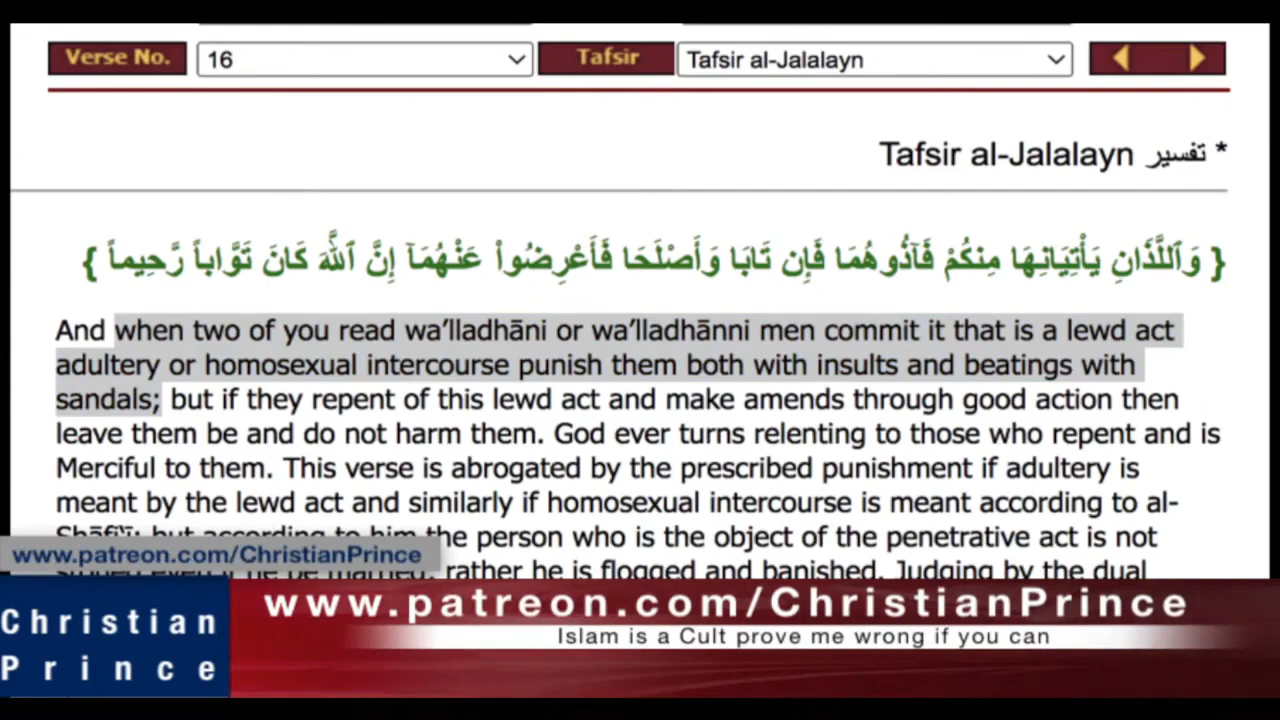 Verse No.
16
Tafsir
Tafsir al-Jalalayn
* تفسير Tafsir al-Jalalayn
{ وَٱللَّذَانِ يَأْتِيَانِهَا مِنكُمْ فَآذُوهُمَا فَإِن تَابَا وَأَصْلَحَا فَأَعْرِضُواْ عَنْهُمَآ إِنَّ ٱللَّهَ كَانَ تَوَّاباً رَّحِيماً }
And when two of you read wa’lladhāni or wa’lladhānni men commit it that is a lewd act
adultery or homosexual intercourse punish them both with insults and beatings with
sandals; but if they repent of this lewd act and make amends through good action then
leave them be and do not harm them. God ever turns relenting to those who repent and is
Merciful to them. This verse is abrogated by the prescribed punishment if adultery is
meant by the lewd act and similarly if homosexual intercourse is meant according to al-
but according to him the person who is the object of the penetrative act is not
rather he is flogged and banished. Judging by the dual
www.patreon.com/ChristianPrince
Christian
Prince
www.patreon.com/ChristianPrince
Islam is a Cult prove me wrong if you can